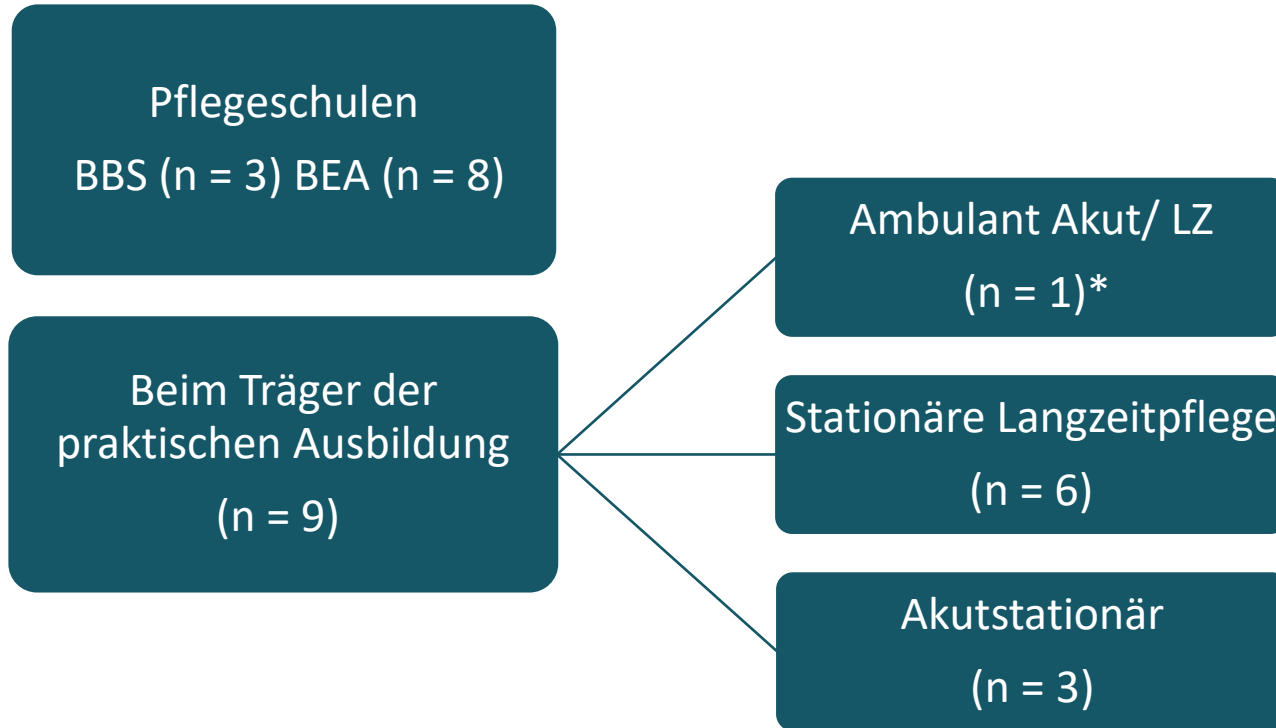 Pflegeschulen
BBS (n = 3) BEA (n = 8)
Beim Träger der
praktischen Ausbildung
(n = 9)
Ambulant Akut/ LZ
(n = 1)*
Stationäre Langzeitpflege
(n = 6)
Akutstationär
(n = 3)